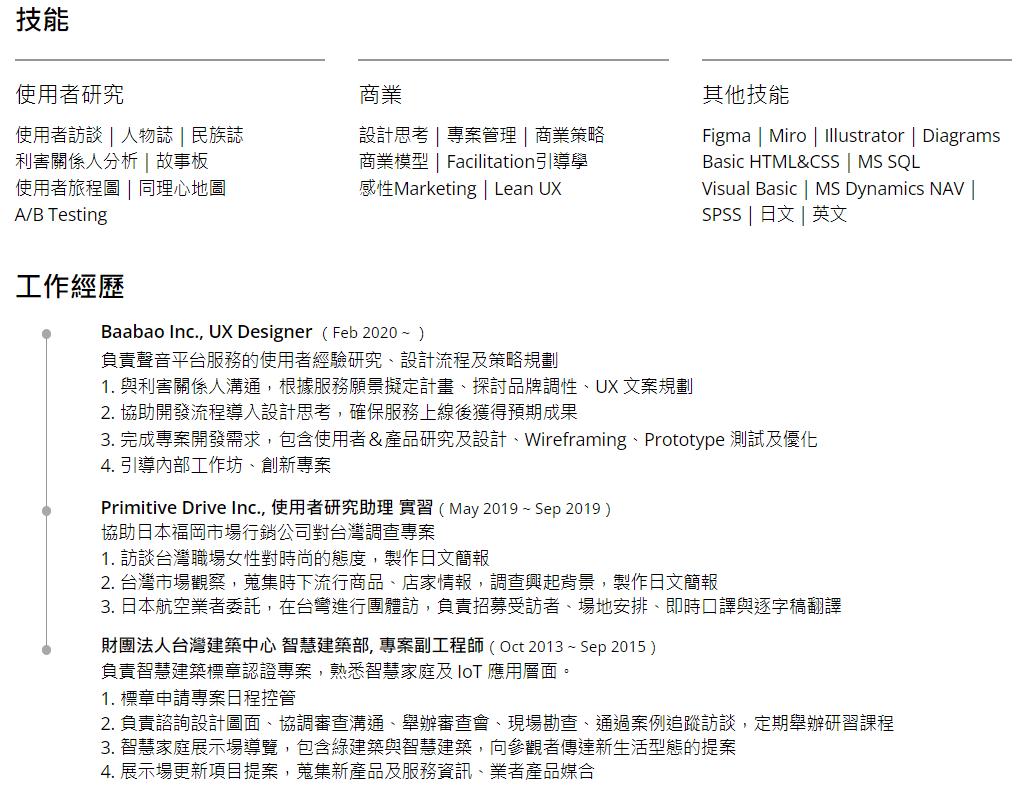 技能
使用者研究
使用者訪談 | 人物誌 | 民族誌
利害關係人分析 | 故事板
使用者旅程圖 | 同理心地圖
A/B Testing
商業
設計思考 | 專案管理 | 商業策略
商業模型 | Facilitation引導學
感性Marketing | Lean UX
其他技能
Figma | Miro | Illustrator | Diagrams
Basic HTML&CSS | MS SQL
Visual Basic | MS Dynamics NAV |
SPSS | 日文 | 英文
工作經歷
Baabao Inc., UX Designer （ Feb 2020 ~ ）
負責聲音平台服務的使用者經驗研究、設計流程及策略規劃
1. 與利害關係人溝通，根據服務願景擬定計畫、探討品牌調性、UX 文案規劃
2. 協助開發流程導入設計思考，確保服務上線後獲得預期成果
3. 完成專案開發需求，包含使用者＆產品研究及設計、Wireframing、Prototype 測試及優化
4. 引導內部工作坊、創新專案
Primitive Drive Inc., 使用者研究助理 實習 ( May 2019 ~ Sep 2019 )
協助日本福岡市場行銷公司對台灣調查專案
1. 訪談台灣職場女性對時尚的態度，製作日文簡報
2. 台灣市場觀察，蒐集時下流行商品、店家情報，調查興起背景，製作日文簡報
3. 日本航空業者委託，在台灣進行團體訪，負責招募受訪者、場地安排、即時口譯與逐字稿翻譯
財團法人台灣建築中心 智慧建築部, 專案副工程師 ( Oct 2013 ~ Sep 2015 )
負責智慧建築標章認證專案，熟悉智慧家庭及 IoT 應用層面。
1. 標章申請專案日程控管
2. 負責諮詢設計圖面、協調審查溝通、舉辦審查會、現場勘查、通過案例追蹤訪談，定期舉辦研習課程
3. 智慧家庭展示場導覽，包含綠建築與智慧建築，向參觀者傳達新生活型態的提案
4. 展示場更新項目提案，蒐集新產品及服務資訊、業者產品媒合